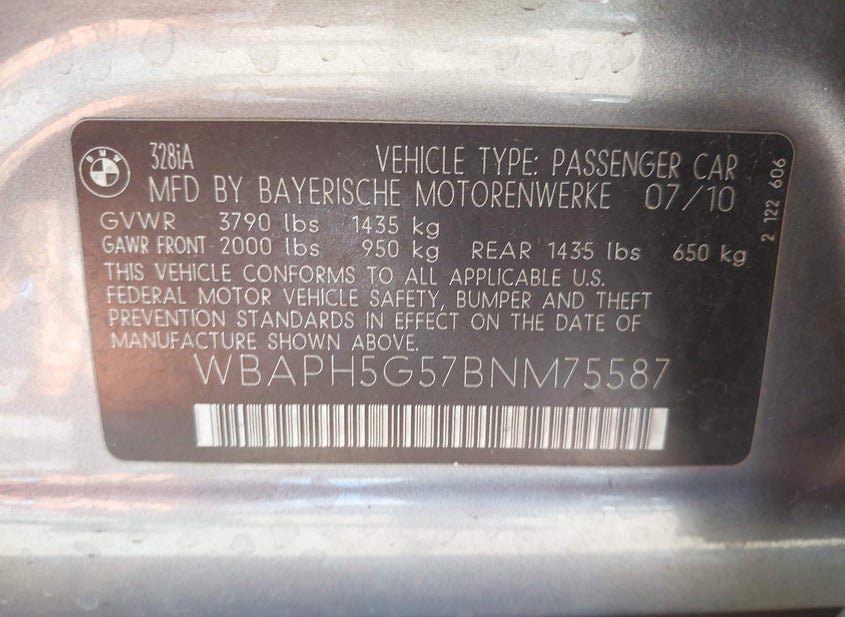 BMW
328iA VEHICLE TYPE: PASSENGER CAR
MFD BY BAYERISCHE MOTORENWERKE 07/10
GVWR 3790 lbs 1435 kg
GAWR FRONT 2000 lbs 950 kg REAR 1435 lbs 650 kg
THIS VEHICLE CONFORMS TO ALL APPLICABLE U.S.
FEDERAL MOTOR VEHICLE SAFETY, BUMPER AND THEFT
PREVENTION STANDARDS IN EFFECT ON THE DATE OF
MANUFACTURE SHOWN ABOVE.
WBAPH5G57BNM75587
2 122 606